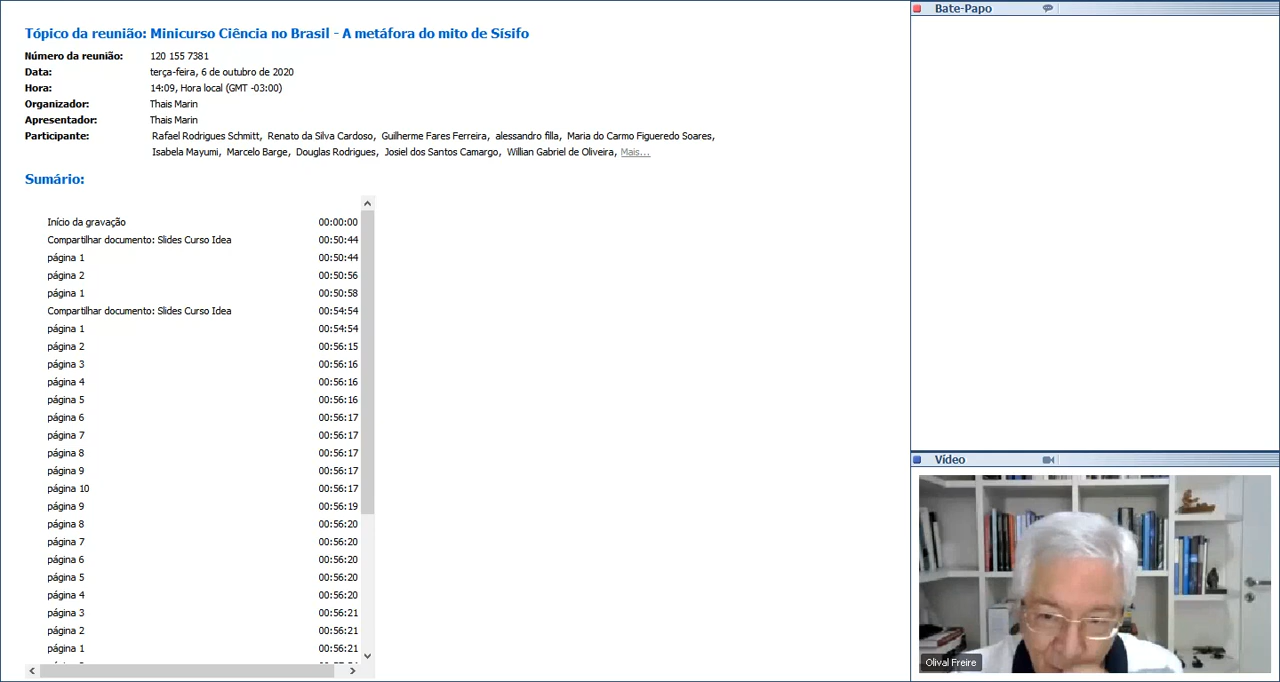 Tópico da reunião: Minicurso Ciência no Brasil - A metáfora do mito de Sísifo
Número da reunião: 120 155 7381
Data: terça-feira, 6 de outubro de 2020
Hora: 14:09, Hora local (GMT -03:00)
Organizador: Thais Marin
Apresentador: Thais Marin
Participante: Rafael Rodrigues Schmitt, Renato da Silva Cardoso, Guilherme Fares Ferreira, alessandro filla, Maria do Carmo Figueredo Soares,
Isabela Mayumi, Marcelo Barge, Douglas Rodrigues, Josiel dos Santos Camargo, Willian Gabriel de Oliveira, Mais...
Sumário:
Início da gravação 00:00:00
Compartilhar documento: Slides Curso Idea 00:50:44
página 1 00:50:44
página 2 00:50:56
página 1 00:50:58
Compartilhar documento: Slides Curso Idea 00:54:54
página 1 00:54:54
página 2 00:56:15
página 3 00:56:16
página 4 00:56:16
página 5 00:56:16
página 6 00:56:17
página 7 00:56:17
página 8 00:56:17
página 9 00:56:17
página 10 00:56:17
página 9 00:56:19
página 8 00:56:20
página 7 00:56:20
página 6 00:56:20
página 5 00:56:20
página 4 00:56:20
página 3 00:56:21
página 2 00:56:21
página 1 00:56:21
Bate-Papo
Vídeo
Olival Freire